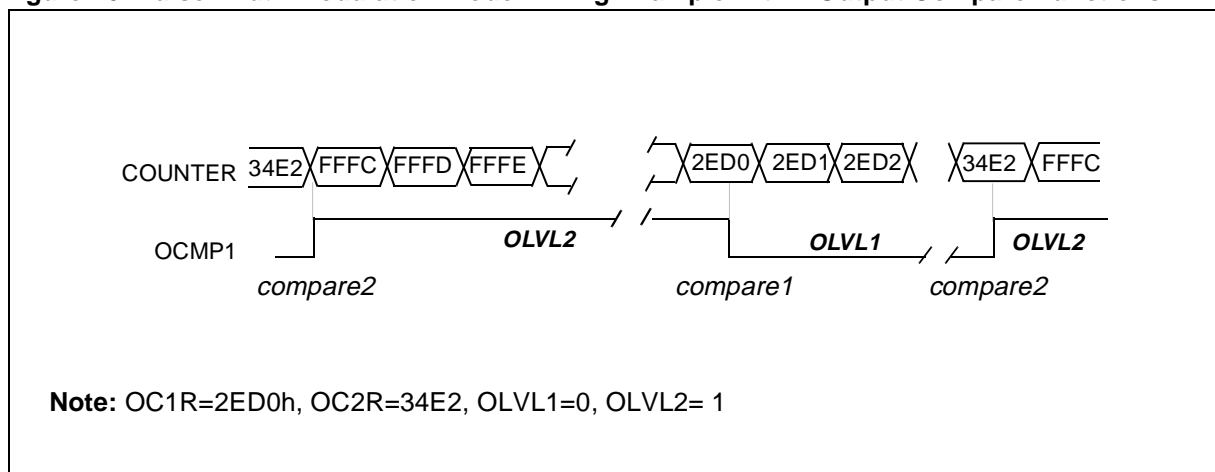 COUNTER 34E2 FFFC FFFD FFFE 2ED0 2ED1 2ED2 34E2 FFFC
OCMP1 OLVL2 OLVL1 OLVL2
compare2 compare1 compare2
Note: OC1R=2ED0h, OC2R=34E2, OLVL1=0, OLVL2= 1